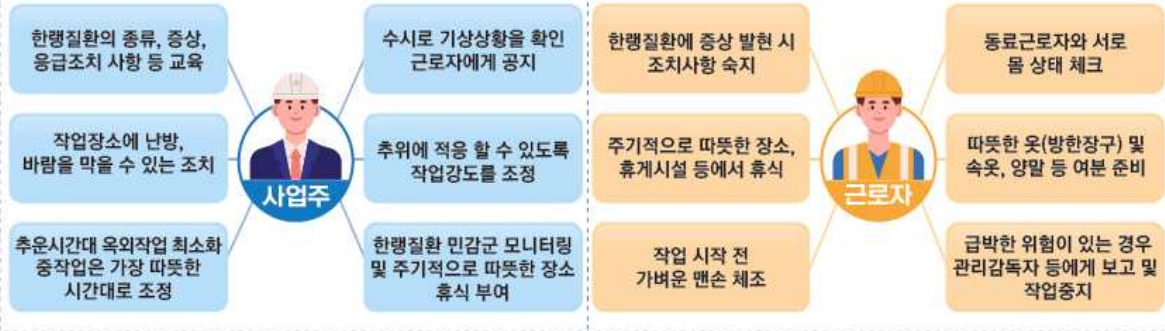 한랭질환의 종류, 증상,
응급조치 사항 등 교육
수시로 기상상황을 확인
근로자에게 공지
작업장소에 난방,
바람을 막을 수 있는 조치
추위에 적응 할 수 있도록
작업강도를 조정
사업주
추운시간대 옥외작업 최소화
중작업은 가장 따뜻한
시간대로 조정
한랭질환 민감군 모니터링
및 주기적으로 따뜻한 장소
휴식 부여
한랭질환에 증상 발현 시
조치사항 숙지
동료근로자와 서로
몸 상태 체크
주기적으로 따뜻한 장소,
휴게시설 등에서 휴식
따뜻한 옷(방한장구) 및
속옷, 양말 등 여분 준비
근로자
작업 시작 전
가벼운 맨손 체조
급박한 위험이 있는 경우
관리감독자 등에게 보고 및
작업중지